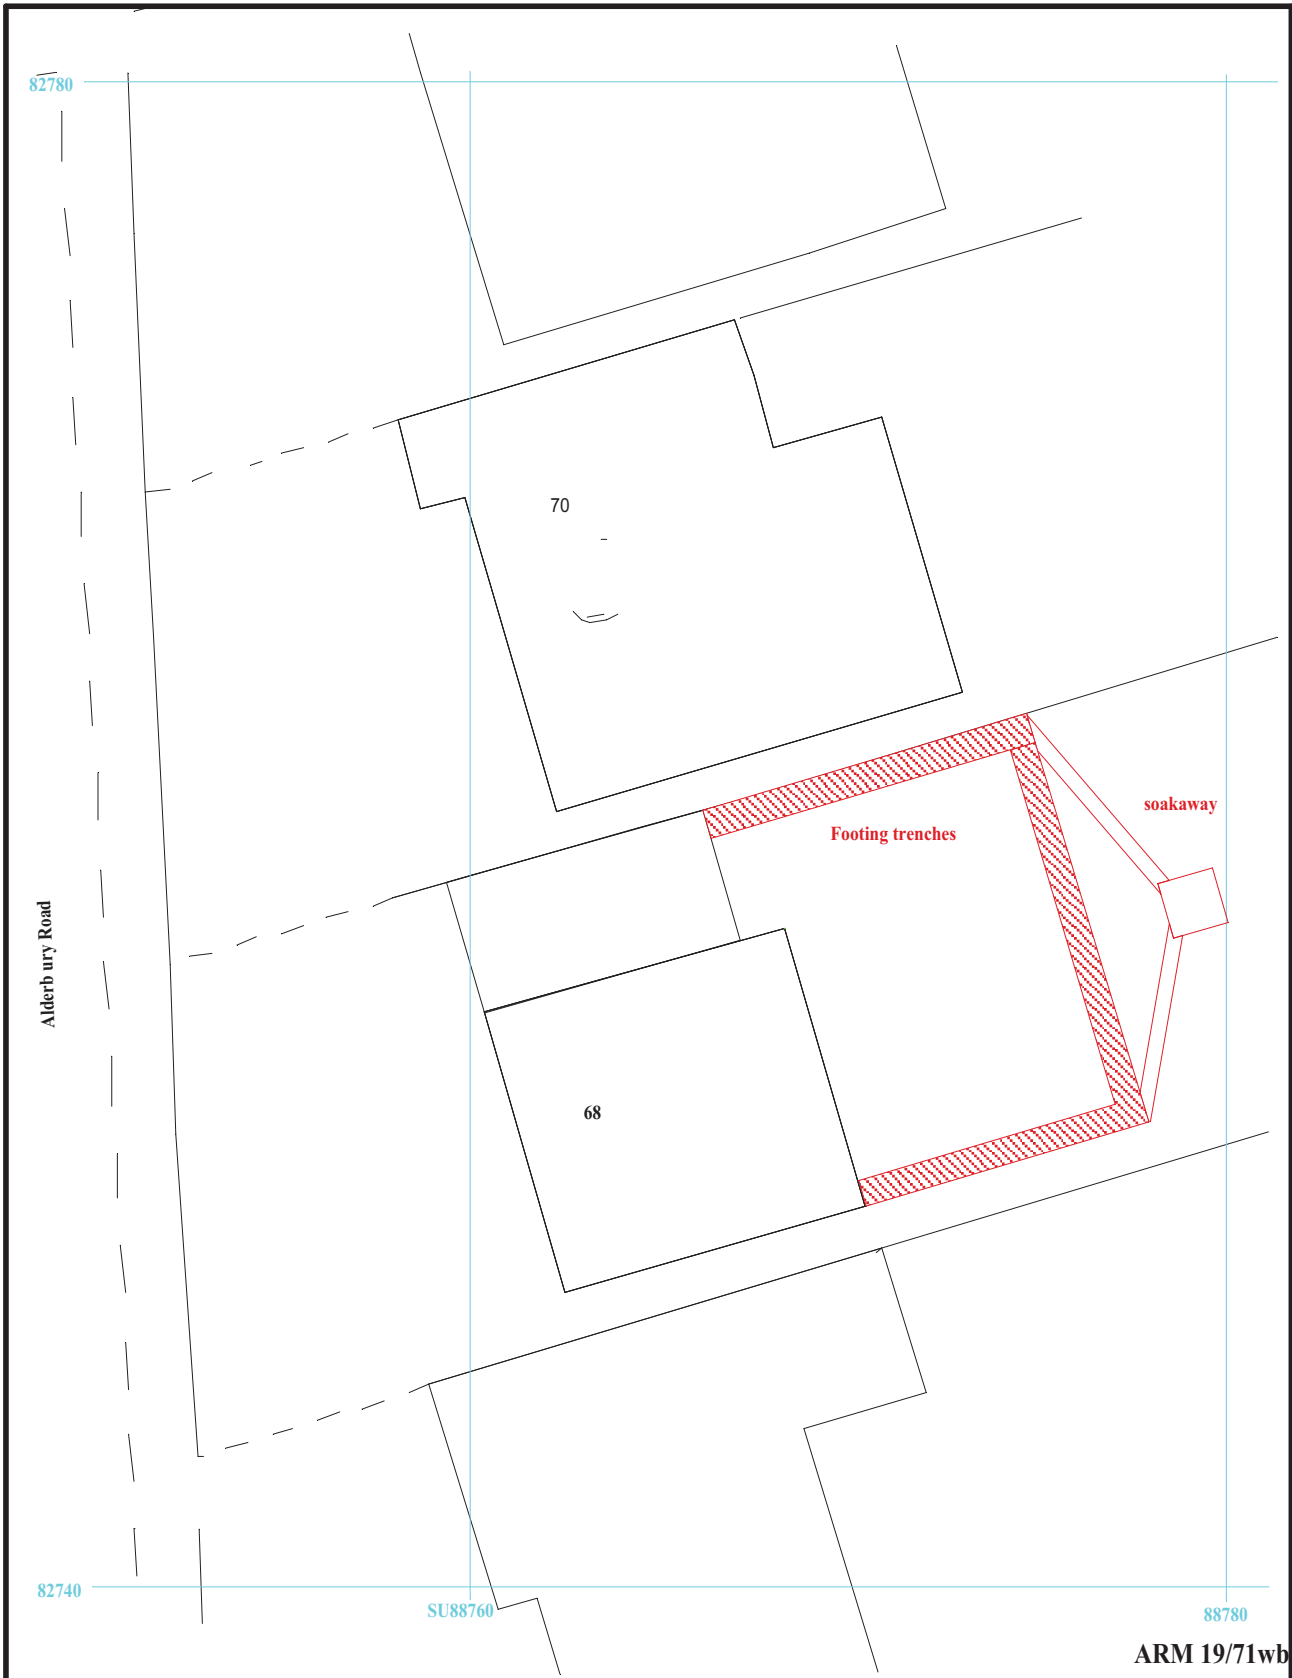 82780
70
soakaway
Footing trenches
Alderb ury Road
68
82740
SU88760
88780
ARM 19/71wb